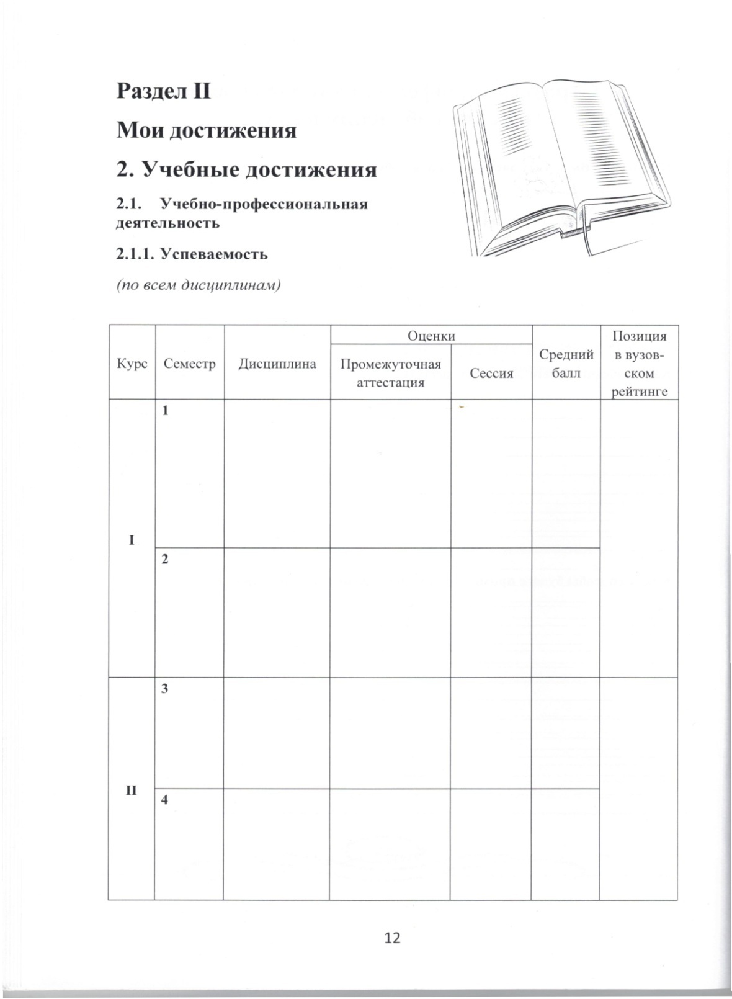 Раздел II
Мои достижения
2. Учебные достижения
2.1. Учебно-профессиональная
деятельность
2.1.1. Успеваемость
(по всем дисциплинам)
Курс
Семестр
Дисциплина
Оценки
Промежуточная
аттестация
Сессия
Средний
балл
Позиция
в вузов-
ском
рейтинге
I
1
2
II
3
4
12